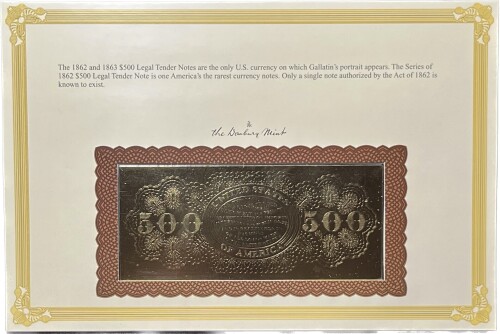 The 1862 and 1863 $500 Legal Tender Notes are the only U.S. currency on which Gallatin's portrait appears. The Series of
1862 $500 Legal Tender Note is one America's the rarest currency notes. Only a single note authorized by the Act of 1862 is
known to exist.
the Danbury Mint
UNITED STATES
500 500
OF AMERICA